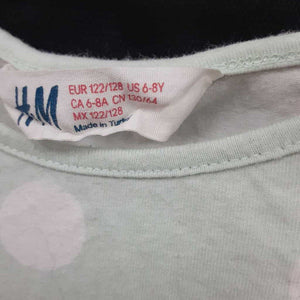 H&M
EUR 122/128 US 6-8Y
CA 6-8A CN 130/64
MX 122/128
Made in Turkey